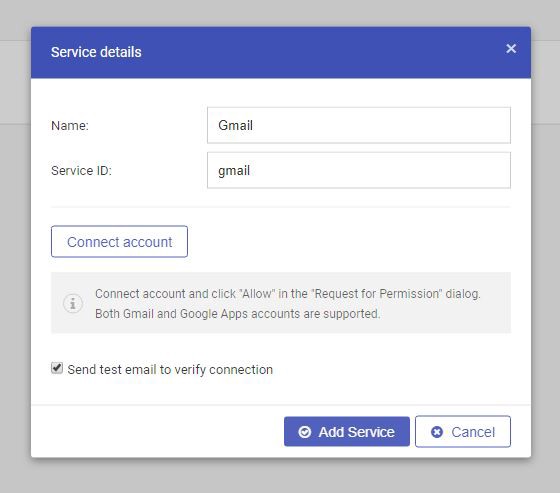 Service details
Name: Gmail
Service ID: gmail
Connect account
Connect account and click "Allow" in the "Request for Permission" dialog.
Both Gmail and Google Apps accounts are supported.
Send test email to verify connection
Add Service Cancel